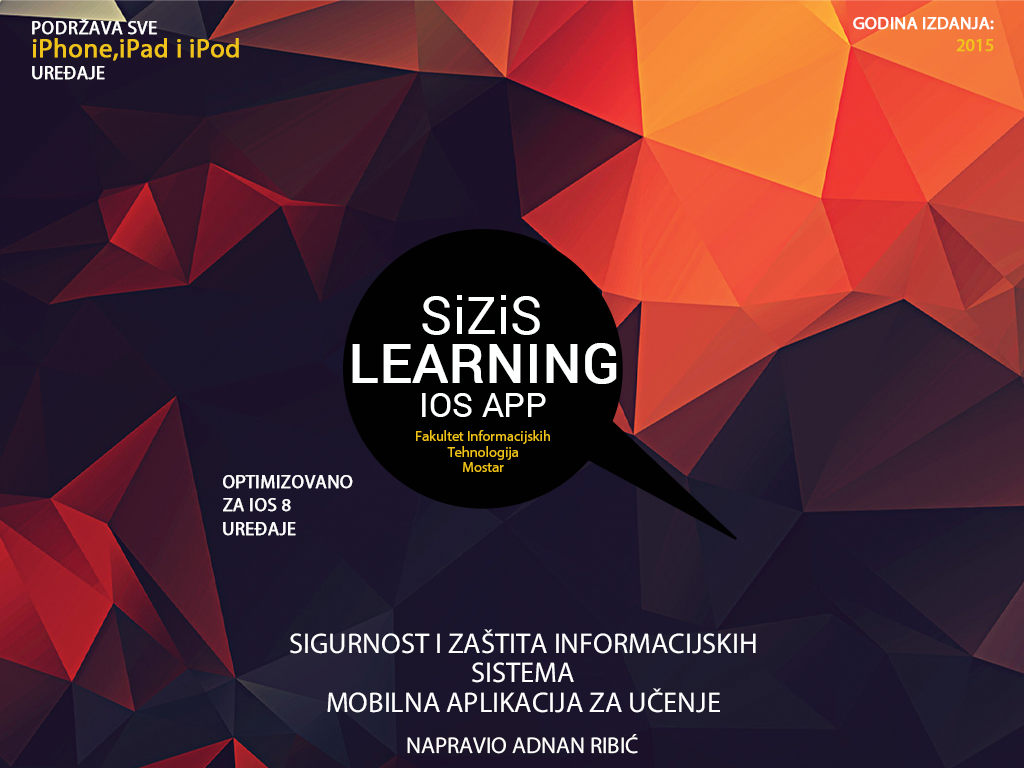 PODRŽAVA SVE
iPhone,iPad i iPod
UREĐAJE
GODINA IZDANJA:
2015
SiZiS
LEARNING
IOS APP
Fakultet Informacijskih
Tehnologija
Mostar
OPTIMIZOVANO
ZA IOS 8
UREĐAJE
SIGURNOST I ZAŠTITA INFORMACIJSKIH
SISTEMA
MOBILNA APLIKACIJA ZA UČENJE
NAPRAVIO ADNAN RIBIĆ